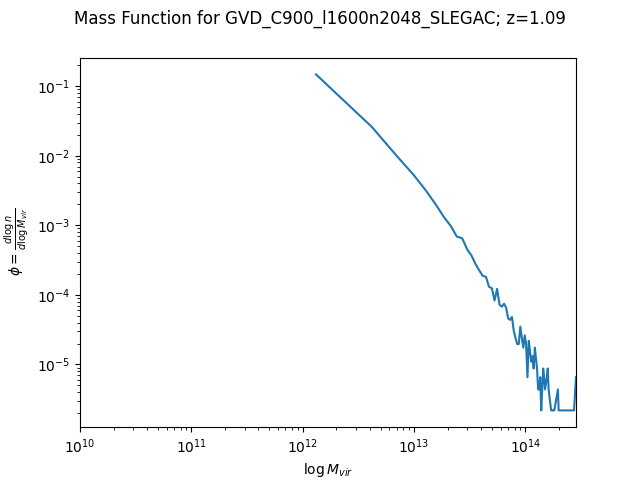 Mass Function for GVD_C900_l1600n2048_SLEGAC; z=1.09
10⁻¹
10⁻²
10⁻³
10⁻⁴
10⁻⁵
ϕ = d log n / d log M_vir
10¹⁰ 10¹¹ 10¹² 10¹³ 10¹⁴
log M_vir